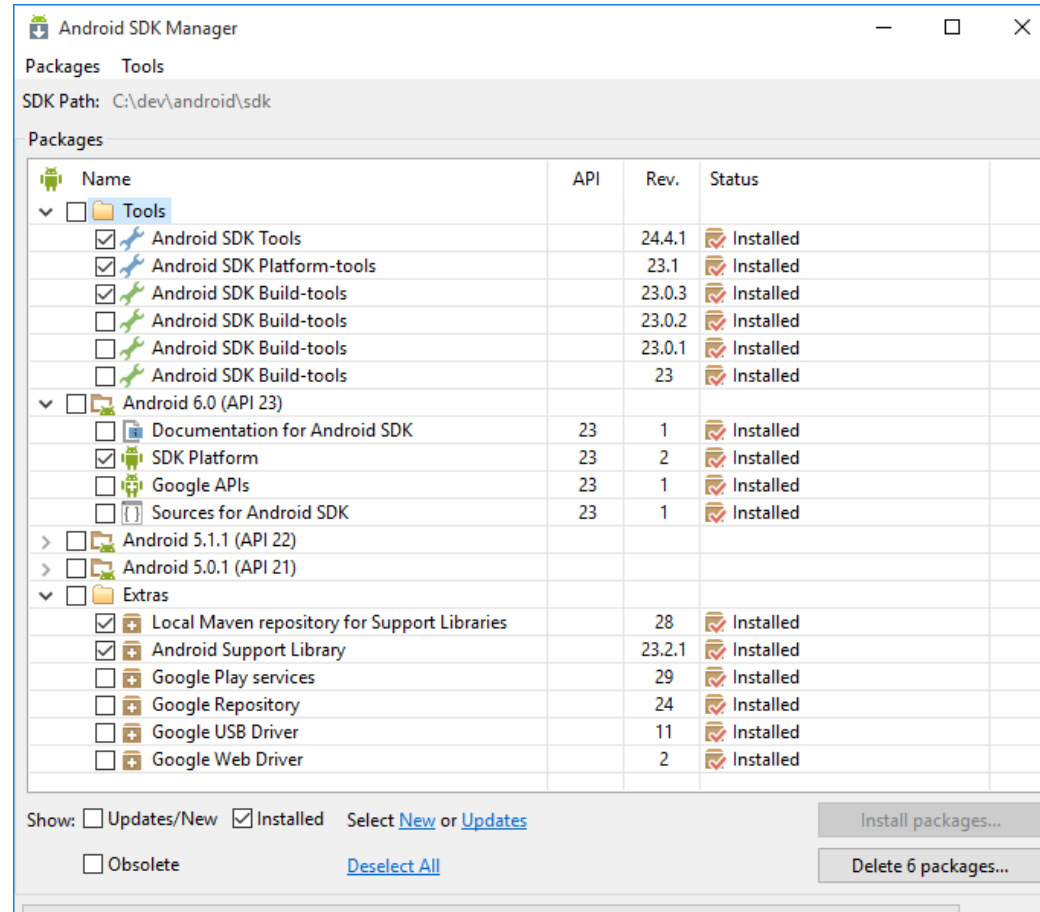 Android SDK Manager
Packages Tools
SDK Path: C:\dev\android\sdk
Packages
Name API Rev. Status
Tools
Android SDK Tools 24.4.1 Installed
Android SDK Platform-tools 23.1 Installed
Android SDK Build-tools 23.0.3 Installed
Android SDK Build-tools 23.0.2 Installed
Android SDK Build-tools 23.0.1 Installed
Android SDK Build-tools 23 Installed
Android 6.0 (API 23)
Documentation for Android SDK 23 1 Installed
SDK Platform 23 2 Installed
Google APIs 23 1 Installed
Sources for Android SDK 23 1 Installed
Android 5.1.1 (API 22)
Android 5.0.1 (API 21)
Extras
Local Maven repository for Support Libraries 28 Installed
Android Support Library 23.2.1 Installed
Google Play services 29 Installed
Google Repository 24 Installed
Google USB Driver 11 Installed
Google Web Driver 2 Installed
Show: Updates/New Installed Select New or Updates Install packages...
Obsolete Deselect All Delete 6 packages...